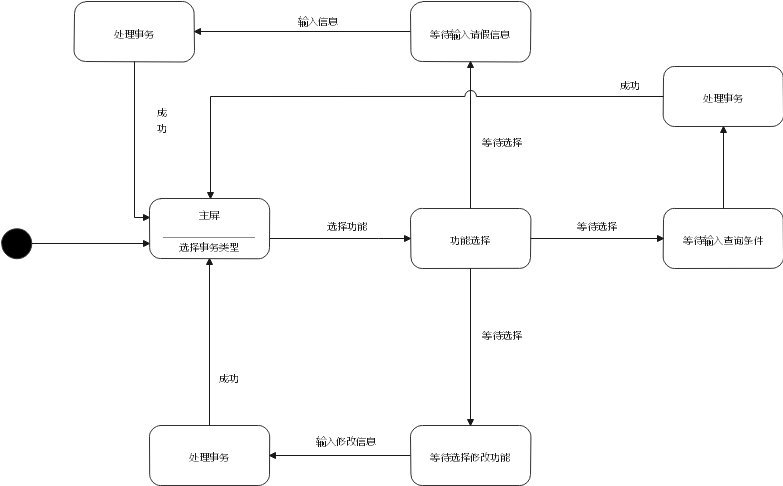 处理事务
输入信息
等待输入请假信息
成功
处理事务
成
功
等待选择
主屏
选择事务类型
选择功能
功能选择
等待选择
等待输入查询条件
等待选择
成功
处理事务
输入修改信息
等待选择修改功能